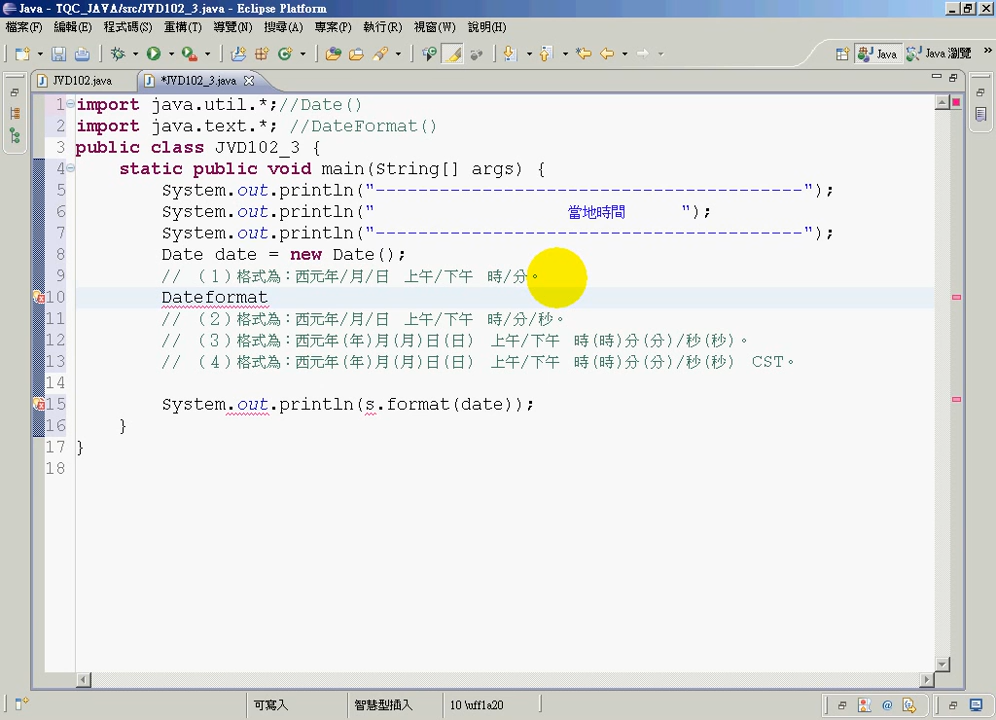 Java - TQC_JAVA/src/JVD102_3.java - Eclipse Platform
檔案(F) 編輯(E) 程式碼(S) 重構(T) 導覽(N) 搜尋(A) 專案(P) 執行(R) 視窗(W) 說明(H)
Java Java 瀏覽 »
JVD102.java *JVD102_3.java
1 import java.util.*;//Date()
2 import java.text.*; //DateFormat()
3 public class JVD102_3 {
4 static public void main(String[] args) {
5 System.out.println("----------------------------------------");
6 System.out.println(" 當地時間 ");
7 System.out.println("----------------------------------------");
8 Date date = new Date();
9 // （1）格式為：西元年/月/日 上午/下午 時/分。
10 Dateformat
11 // （2）格式為：西元年/月/日 上午/下午 時/分/秒。
12 // （3）格式為：西元年(年)月(月)日(日) 上午/下午 時(時)分(分)/秒(秒)。
13 // （4）格式為：西元年(年)月(月)日(日) 上午/下午 時(時)分(分)/秒(秒) CST。
14
15 System.out.println(s.format(date));
16 }
17 }
18
可寫入 智慧型插入 10 \uff1a20